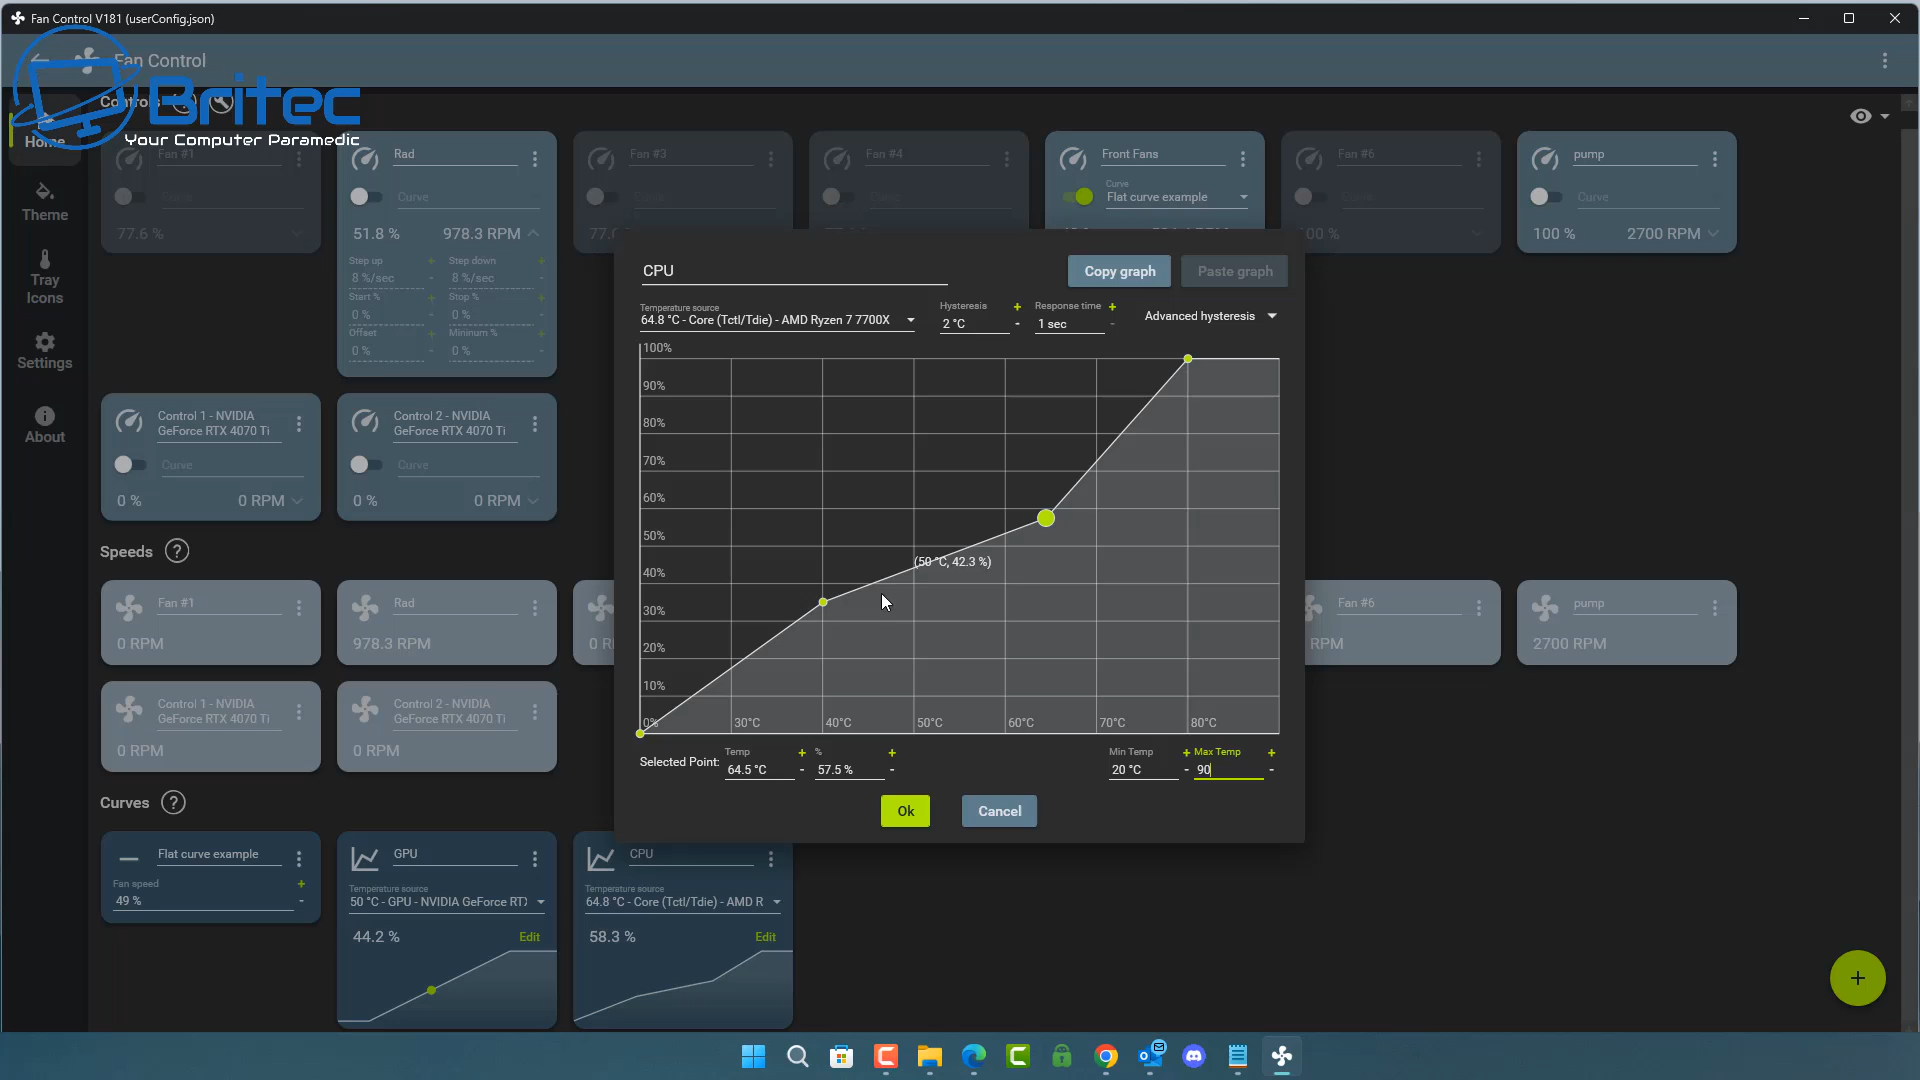 Fan Control V181 (userConfig.json)
Fan Control
Controls
Britec
Your Computer Paramedic
Home
Theme
Tray
Icons
Settings
About
Fan #1
Curve
77.6 %
Rad
Curve
51.8 % 978.3 RPM
Step up + Step down +
8 %/sec - 8 %/sec -
Start % + Stop % +
0 % - 0 % -
Offset + Minimum % +
0 % - 0 % -
Fan #3
Curve
Fan #4
Curve
Front Fans
Curve
Flat curve example
Fan #6
Curve
pump
Curve
100 % 2700 RPM
Control 1 - NVIDIA
GeForce RTX 4070 Ti
Curve
0 % 0 RPM
Control 2 - NVIDIA
GeForce RTX 4070 Ti
Curve
0 % 0 RPM
CPU
Copy graph
Paste graph
Temperature source
64.8 °C - Core (Tctl/Tdie) - AMD Ryzen 7 7700X
Hysteresis +
2 °C -
Response time +
1 sec -
Advanced hysteresis
100%
90%
80%
70%
60%
50%
40%
30%
20%
10%
0%
(50 °C, 42.3 %)
30°C 40°C 50°C 60°C 70°C 80°C
Selected Point:
Temp +
64.5 °C -
% +
57.5 % -
Min Temp +
20 °C -
Max Temp +
90 -
Ok
Cancel
Speeds ?
Fan #1
0 RPM
Rad
978.3 RPM
0 R
Fan #6
RPM
pump
2700 RPM
Control 1 - NVIDIA
GeForce RTX 4070 Ti
0 RPM
Control 2 - NVIDIA
GeForce RTX 4070 Ti
0 RPM
Curves ?
Flat curve example
Fan speed +
49 % -
GPU
Temperature source
50 °C - GPU - NVIDIA GeForce RTX
44.2 % Edit
CPU
Temperature source
64.8 °C - Core (Tctl/Tdie) - AMD R
58.3 % Edit
+